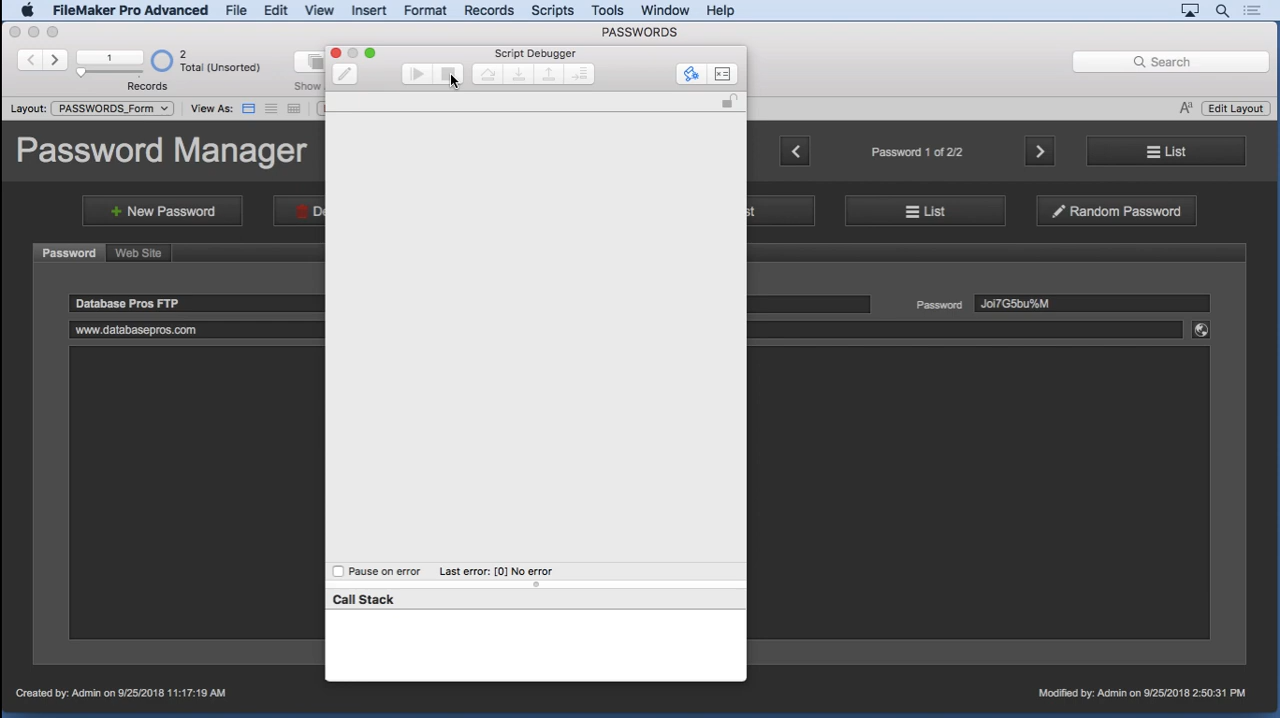 FileMaker Pro Advanced File Edit View Insert Format Records Scripts Tools Window Help
PASSWORDS
Script Debugger
1
2
Total (Unsorted)
Records
Show
Search
Layout: PASSWORDS_Form View As:
Aa Edit Layout
Password Manager
Password 1 of 2/2
List
New Password
List
Random Password
Password Web Site
Database Pros FTP
Password
www.databasepros.com
Pause on error Last error: [0] No error
Call Stack
Created by: Admin on 9/25/2018 11:17:19 AM
Modified by: Admin on 9/25/2018 2:50:31 PM